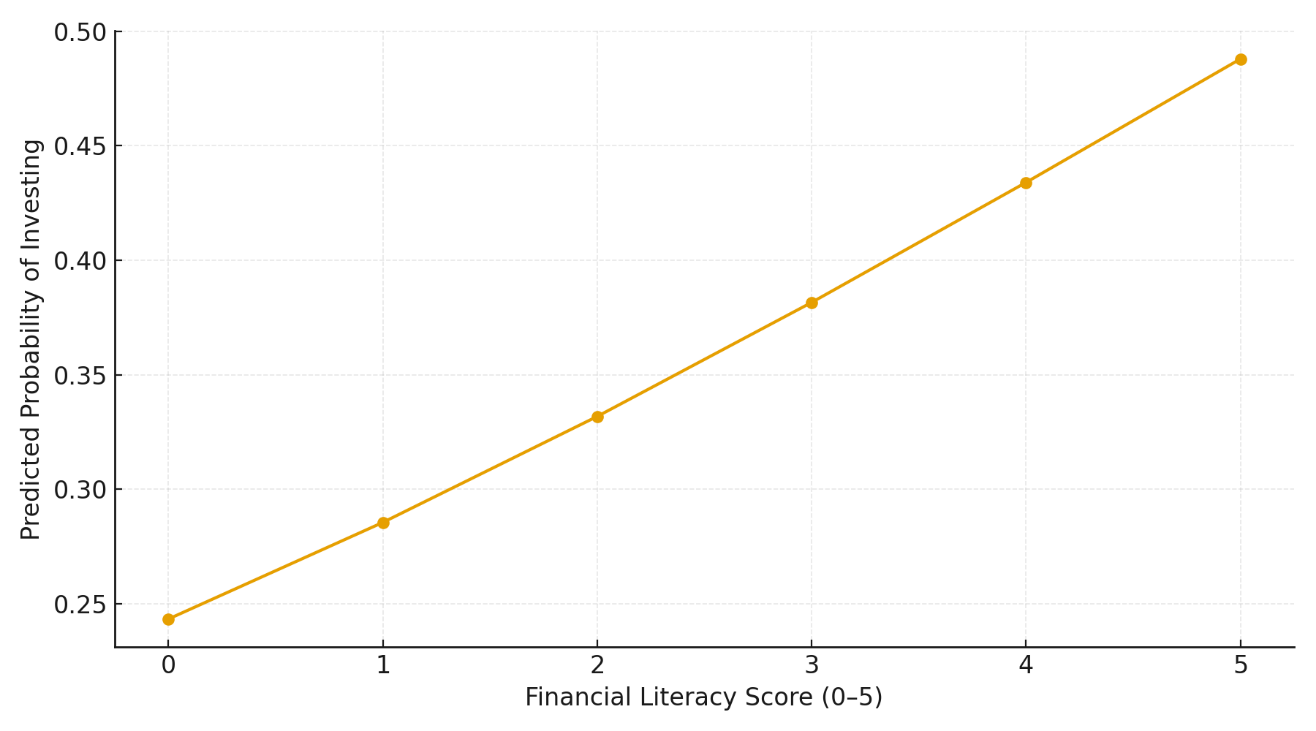 0.50
0.45
0.40
0.35
0.30
0.25
Predicted Probability of Investing
0 1 2 3 4 5
Financial Literacy Score (0–5)